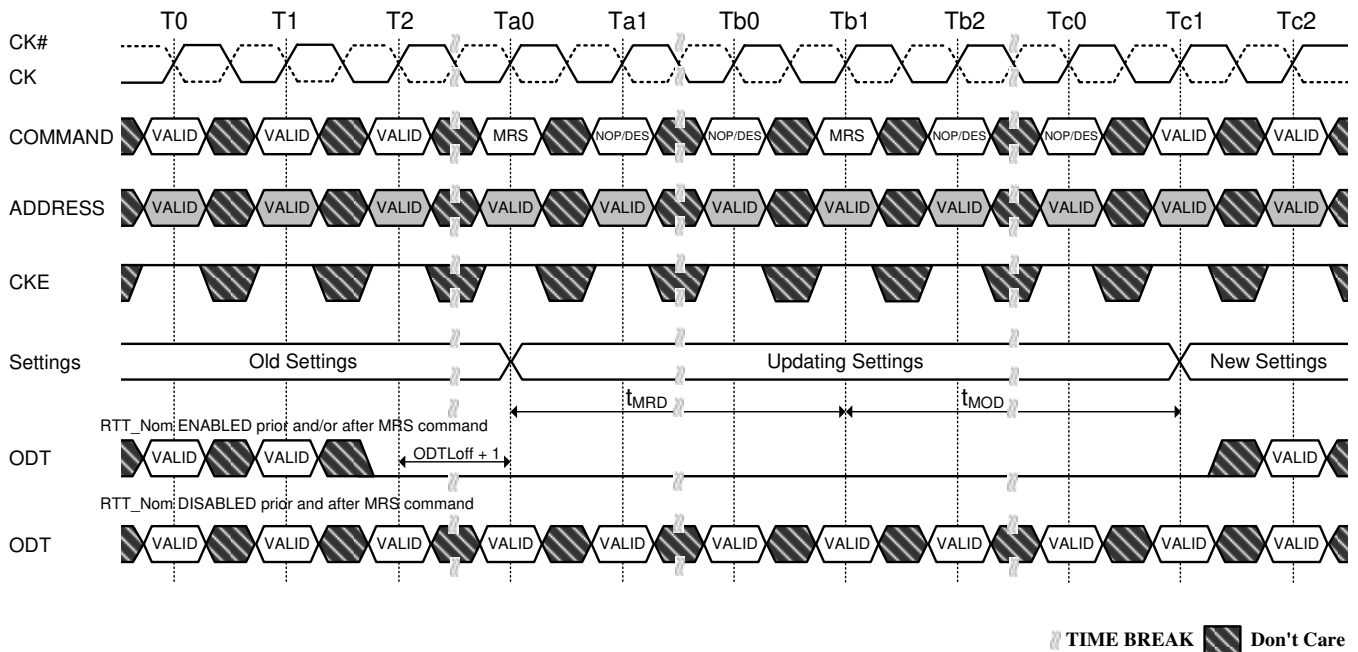 T0 T1 T2 Ta0 Ta1 Tb0 Tb1 Tb2 Tc0 Tc1 Tc2
CK#
CK
COMMAND VALID VALID VALID MRS NOP/DES NOP/DES MRS NOP/DES NOP/DES VALID VALID
ADDRESS VALID VALID VALID VALID VALID VALID VALID VALID VALID VALID VALID
CKE
Settings Old Settings Updating Settings New Settings
tMRD tMOD
RTT_Nom ENABLED prior and/or after MRS command
ODT VALID VALID ODTLoff + 1 VALID
RTT_Nom DISABLED prior and after MRS command
ODT VALID VALID VALID VALID VALID VALID VALID VALID VALID VALID VALID
TIME BREAK Don't Care